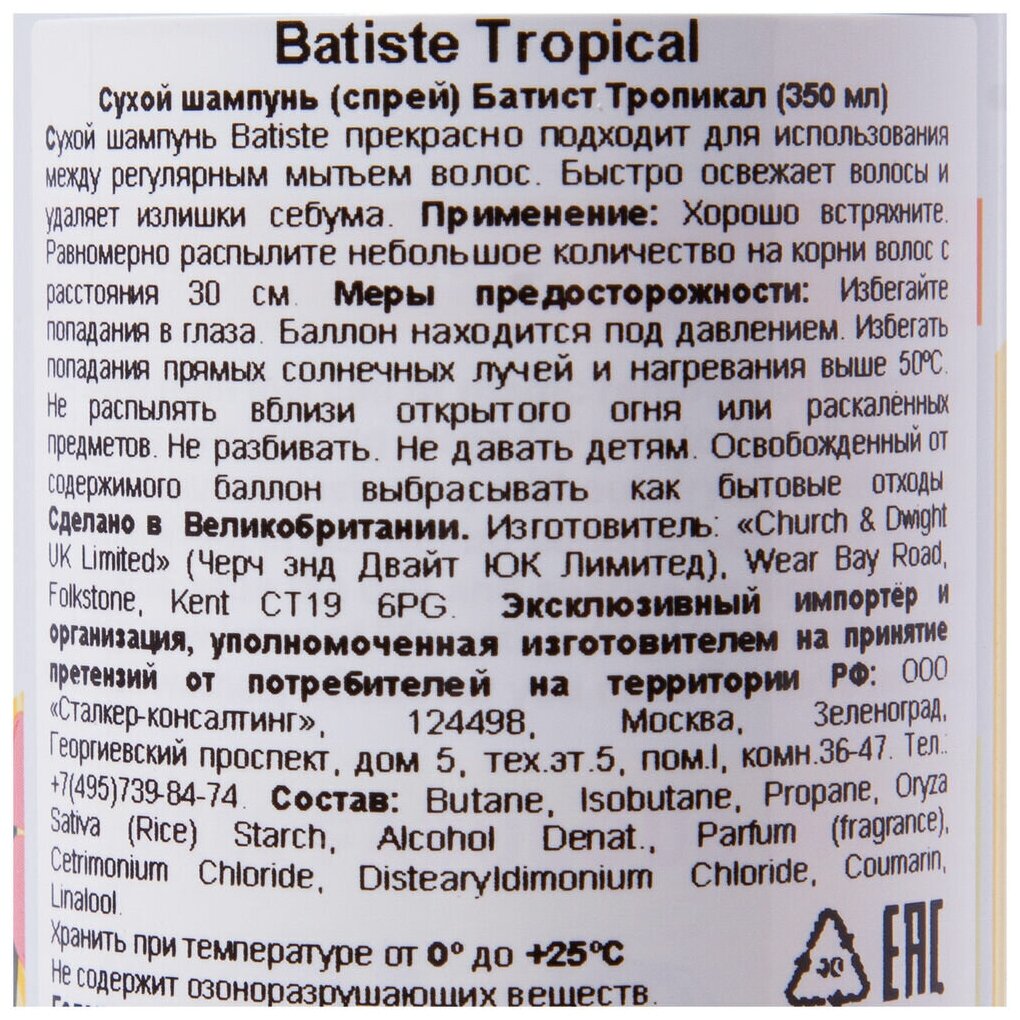 Batiste Tropical
Сухой шампунь (спрей) Батист Тропикал (350 мл)
Сухой шампунь Batiste прекрасно подходит для использования
между регулярным мытьем волос. Быстро освежает волосы и
удаляет излишки себума. Применение: Хорошо встряхните.
Равномерно распылите небольшое количество на корни волос с
расстояния 30 см. Меры предосторожности: Избегайте
попадания в глаза. Баллон находится под давлением. Избегать
попадания прямых солнечных лучей и нагревания выше 50ºС.
Не распылять вблизи открытого огня или раскалённых
предметов. Не разбивать. Не давать детям. Освобожденный от
содержимого баллон выбрасывать как бытовые отходы
Сделано в Великобритании. Изготовитель: «Church & Dwight
UK Limited» (Черч энд Двайт ЮК Лимитед), Wear Bay Road,
Folkstone, Kent CT19 6PG. Эксклюзивный импортёр и
организация, уполномоченная изготовителем на принятие
претензий от потребителей на территории РФ: ООО
«Сталкер-консалтинг», 124498, Москва, Зеленоград,
Георгиевский проспект, дом 5, тех.эт.5, пом.I, комн.36-47. Тел.:
+7(495)739-84-74. Состав: Butane, Isobutane, Propane, Oryza
Sativa (Rice) Starch, Alcohol Denat., Parfum (fragrance),
Cetrimonium Chloride, Distearyldimonium Chloride, Coumarin,
Linalool.
Хранить при температуре от 0º до +25ºС
Не содержит озоноразрушающих веществ.
EAC